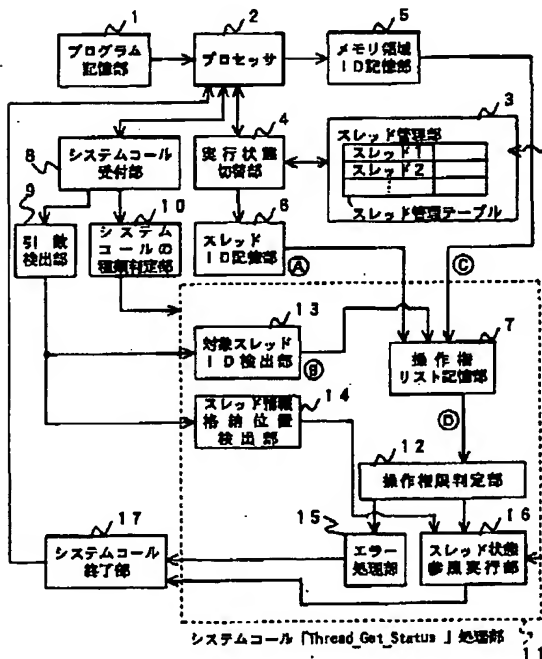 1
プログラム
記憶部
2
プロセッサ
5
メモリ領域
ID記憶部
3
スレッド管理部
スレッド1
スレッド2
スレッド管理テーブル
4
実行状態
切替部
8
システムコール
受付部
9
引数
検出部
10
システム
コールの
種類判定部
6
スレッド
ID記憶部
Ⓐ
Ⓒ
13
対象スレッド
ID検出部
Ⓑ
7
操作権
リスト記憶部
14
スレッド情報
格納位置
検出部
Ⓓ
12
操作権限判定部
15
エラー
処理部
16
スレッド状態
参照実行部
17
システムコール
終了部
システムコール「Thread_Get_Status」処理部
11